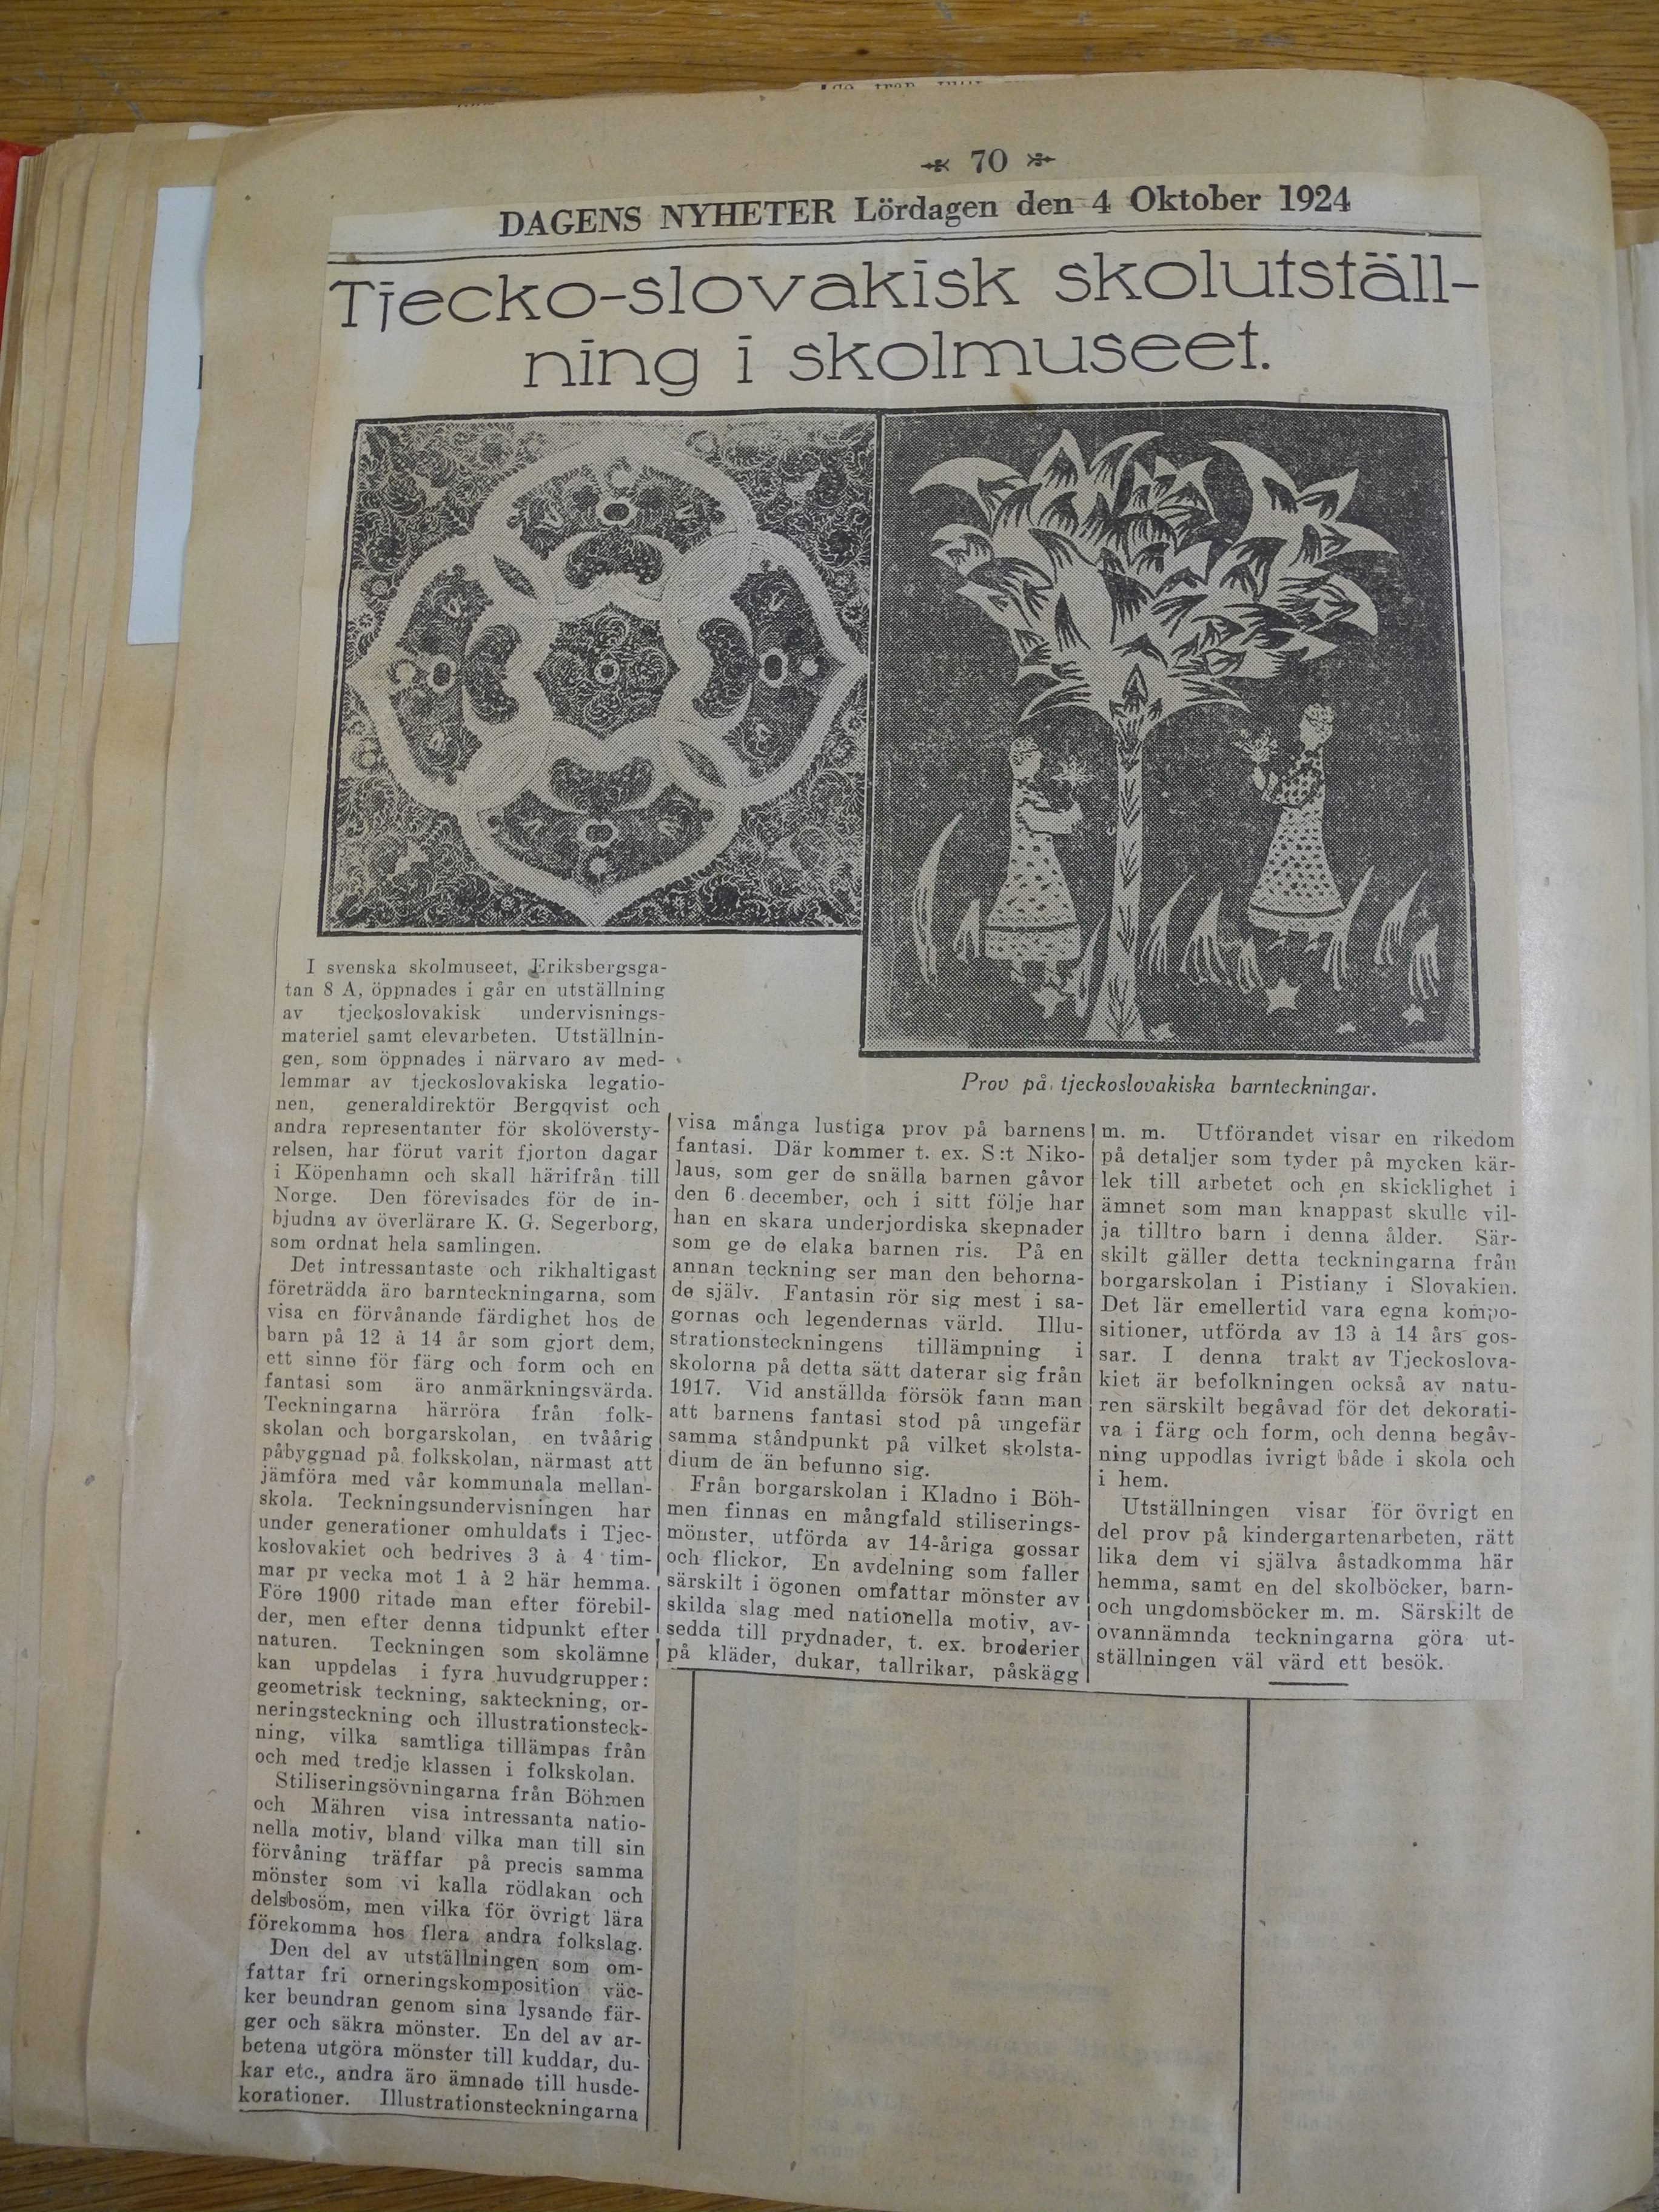 70
DAGENS NYHETER Lördagen den 4 Oktober 1924
Tjecko-slovakisk skolutställ-
ning i skolmuseet.
Prov på tjeckoslovakiska barnteckningar.
I svenska skolmuseet, Eriksbergsga-
tan 8 A, öppnades i går en utställning
av tjeckoslovakisk undervisnings-
materiel samt elevarbeten. Utställnin-
gen, som öppnades i närvaro av med-
lemmar av tjeckoslovakiska legatio-
nen, generaldirektör Bergqvist och
andra representanter för skolöversty-
relsen, har förut varit fjorton dagar
i Köpenhamn och skall härifrån till
Norge. Den förevisades för de in-
bjudna av överlärare K. G. Segerborg,
som ordnat hela samlingen.
Det intressantaste och rikhaltigast
företrädda äro barnteckningarna, som
visa en förvånande färdighet hos de
barn på 12 à 14 år som gjort dem,
ett sinne för färg och form och en
fantasi som äro anmärkningsvärda.
Teckningarna härröra från folk-
skolan och borgarskolan, en tvåårig
påbyggnad på folkskolan, närmast att
jämföra med vår kommunala mellan-
skola. Teckningsundervisningen har
under generationer omhuldats i Tjec-
koslovakiet och bedrives 3 à 4 tim-
mar pr vecka mot 1 à 2 här hemma.
Före 1900 ritade man efter förebil-
der, men efter denna tidpunkt efter
naturen. Teckningen som skolämne
kan uppdelas i fyra huvudgrupper:
geometrisk teckning, sakteckning, or-
neringsteckning och illustrationsteck-
ning, vilka samtliga tillämpas från
och med tredje klassen i folkskolan.
Stiliseringsövningarna från Böhmen
och Mähren visa intressanta natio-
nella motiv, bland vilka man till sin
förvåning träffar på precis samma
mönster som vi kalla rödlakan och
delsbosöm, men vilka för övrigt lära
förekomma hos flera andra folkslag.
Den del av utställningen som om-
fattar fri orneringskomposition väc-
ker beundran genom sina lysande fär-
ger och säkra mönster. En del av ar-
betena utgöra mönster till kuddar, du-
kar etc., andra äro ämnade till husde-
korationer. Illustrationsteckningarna
visa många lustiga prov på barnens
fantasi. Där kommer t. ex. S:t Niko-
laus, som ger de snälla barnen gåvor
den 6 december, och i sitt följe har
han en skara underjordiska skepnader
som ge de elaka barnen ris. På en
annan teckning ser man den behorna-
de själv. Fantasin rör sig mest i sa-
gornas och legendernas värld. Illu-
strationsteckningens tillämpning i
skolorna på detta sätt daterar sig från
1917. Vid anställda försök fann man
att barnens fantasi stod på ungefär
samma ståndpunkt på vilket skolsta-
dium de än befunno sig.
Från borgarskolan i Kladno i Böh-
men finnas en mångfald stiliserings-
mönster, utförda av 14-åriga gossar
och flickor. En avdelning som faller
särskilt i ögonen omfattar mönster av
skilda slag med nationella motiv, av-
sedda till prydnader, t. ex. broderier
på kläder, dukar, tallrikar, påskägg
m. m. Utförandet visar en rikedom
på detaljer som tyder på mycken kär-
lek till arbetet och en skicklighet i
ämnet som man knappast skulle vil-
ja tilltro barn i denna ålder. Sär-
skilt gäller detta teckningarna från
borgarskolan i Pistiany i Slovakien.
Det lär emellertid vara egna kompo-
sitioner, utförda av 13 à 14 års gos-
sar. I denna trakt av Tjeckoslova-
kiet är befolkningen också av natu-
ren särskilt begåvad för det dekorati-
va i färg och form, och denna begåv-
ning uppodlas ivrigt både i skola och
i hem.
Utställningen visar för övrigt en
del prov på kindergartenarbeten, rätt
lika dem vi själva åstadkomma här
hemma, samt en del skolböcker, barn-
och ungdomsböcker m. m. Särskilt de
ovannämnda teckningarna göra ut-
ställningen väl värd ett besök.